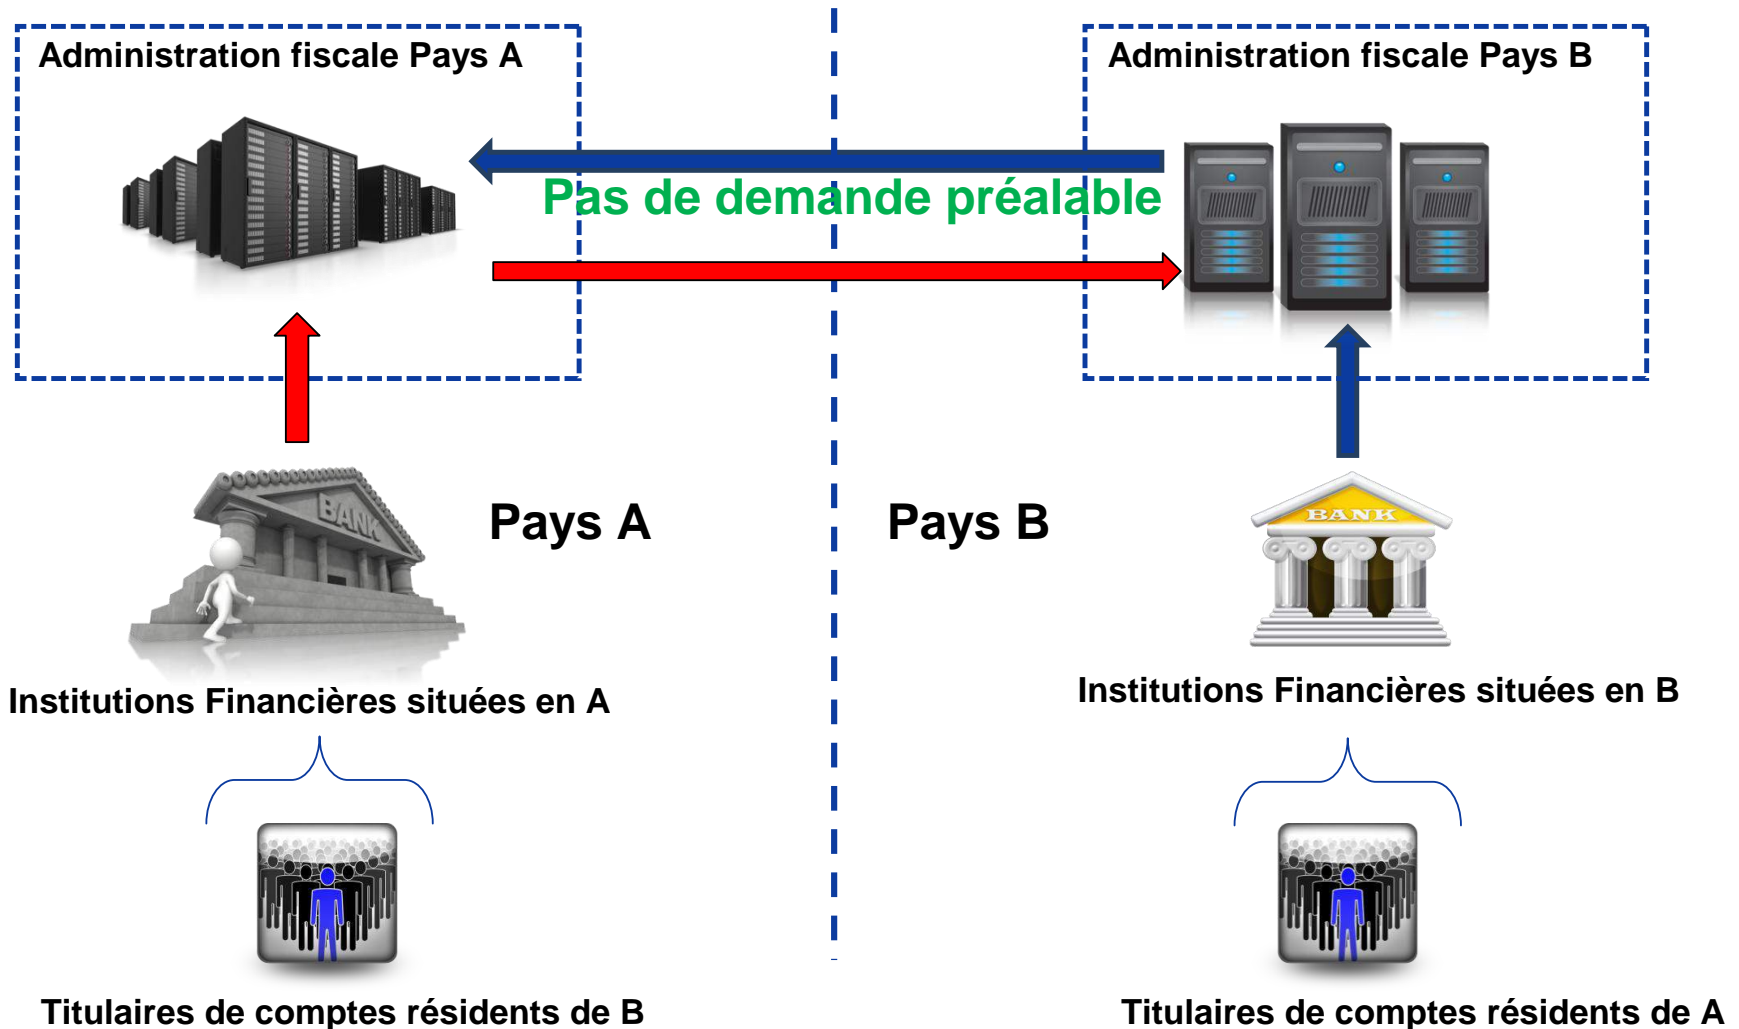 Administration fiscale Pays A
Administration fiscale Pays B
Pas de demande préalable
BANK
Pays A
Pays B
BANK
Institutions Financières situées en A
Institutions Financières situées en B
Titulaires de comptes résidents de B
Titulaires de comptes résidents de A